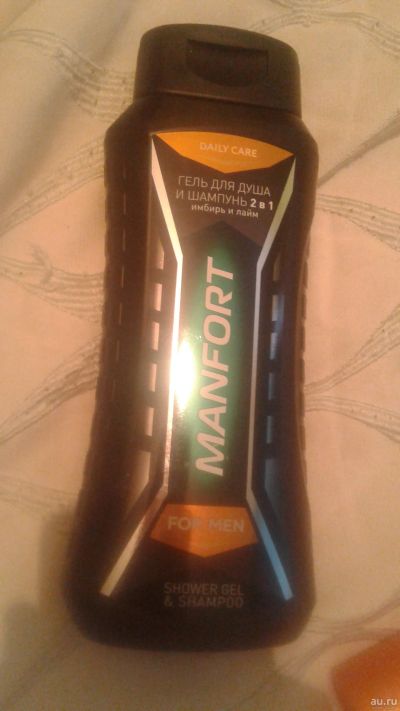 DAILY CARE
ГЕЛЬ ДЛЯ ДУША
И ШАМПУНЬ 2 в 1
имбирь и лайм
MANFORT
FOR MEN
SHOWER GEL
& SHAMPOO
au.ru